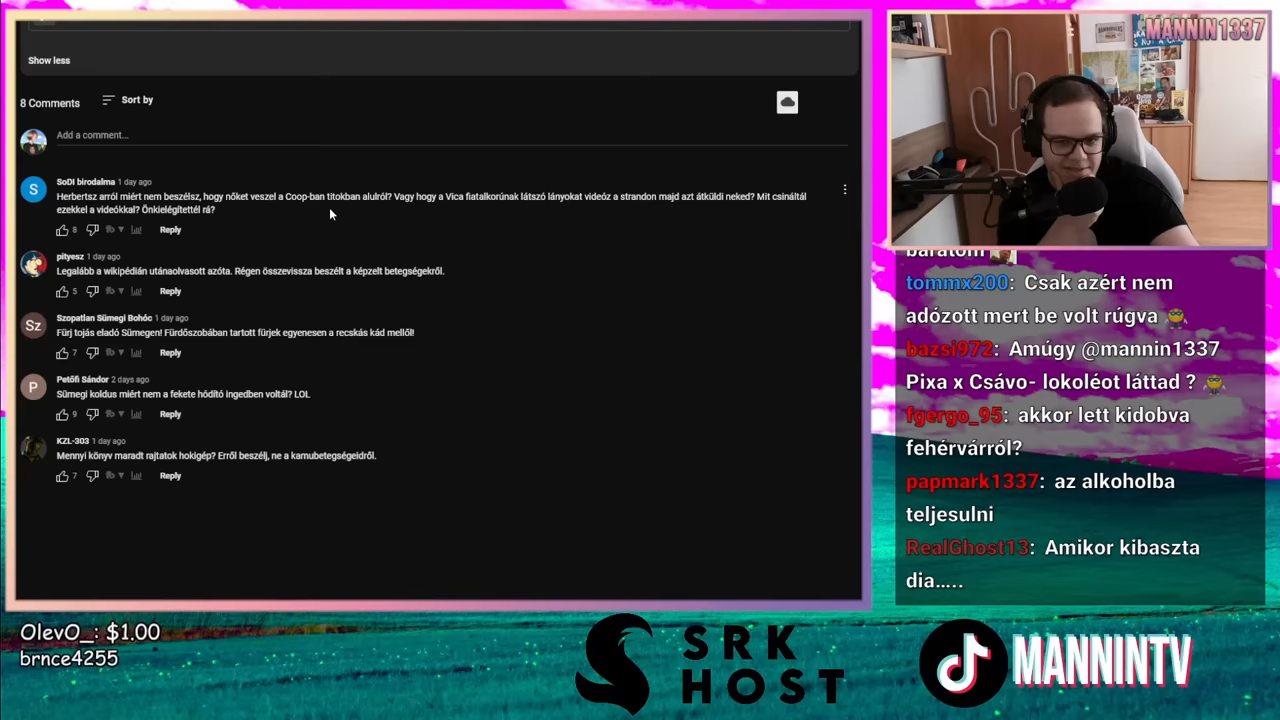 Show less
8 Comments
Sort by
Add a comment...
S
SoDI birodalma 1 day ago
Herbertsz arról miért nem beszélsz, hogy nőket veszel a Coop-ban titokban alulról? Vagy hogy a Vica fiatalkorúnak látszó lányokat videóz a strandon majd azt átküldi neked? Mit csináltál
ezekkel a videókkal? Önkielégítettél rá?
8 Reply
pityesz 1 day ago
Legalább a wikipédián utánaolvasott azóta. Régen összevissza beszélt a képzelt betegségekről.
5 Reply
Sz
Szopatlan Sümegi Bohóc 1 day ago
Fürj tojás eladó Sümegen! Fürdőszobában tartott fürjek egyenesen a recskás kád mellől!
7 Reply
P
Petőfi Sándor 2 days ago
Sümegi koldus miért nem a fekete hódító ingedben voltál? LOL
9 Reply
KZL-303 1 day ago
Mennyi könyv maradt rajtatok hokigép? Erről beszélj, ne a kamubetegségeidről.
7 Reply
MANNIN1337
barátom
tommx200: Csak azért nem
adózott mert be volt rúgva
bazsi972: Amúgy @mannin1337
Pixa x Csávo- lokoléot láttad ?
fgergo_95: akkor lett kidobva
fehérvárról?
papmark1337: az alkoholba
teljesulni
RealGhost13: Amikor kibaszta
dia.....
OlevO_: $1.00
brnce4255
SRK
HOST
MANNINTV